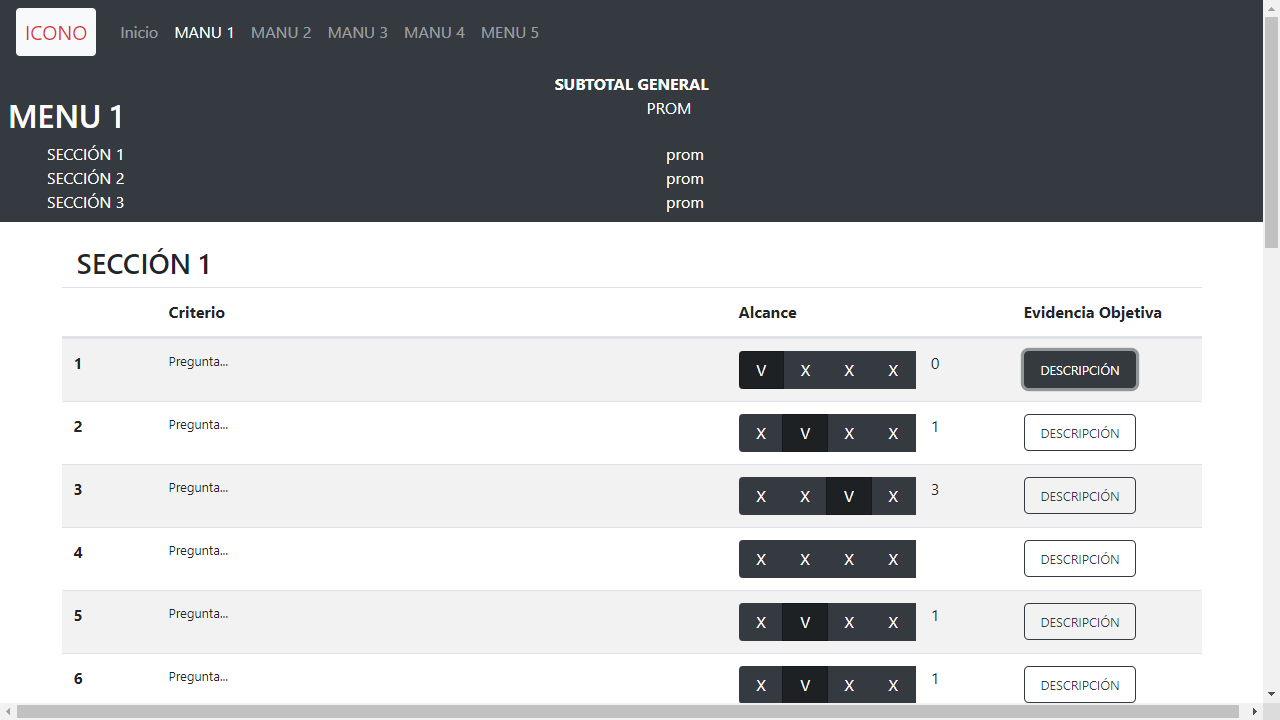 ICONO Inicio MANU 1 MANU 2 MANU 3 MANU 4 MENU 5
SUBTOTAL GENERAL
MENU 1 PROM
SECCIÓN 1 prom
SECCIÓN 2 prom
SECCIÓN 3 prom
SECCIÓN 1
Criterio Alcance Evidencia Objetiva
1 Pregunta... V X X X 0 DESCRIPCIÓN
2 Pregunta... X V X X 1 DESCRIPCIÓN
3 Pregunta... X X V X 3 DESCRIPCIÓN
4 Pregunta... X X X X DESCRIPCIÓN
5 Pregunta... X V X X 1 DESCRIPCIÓN
6 Pregunta... X V X X 1 DESCRIPCIÓN